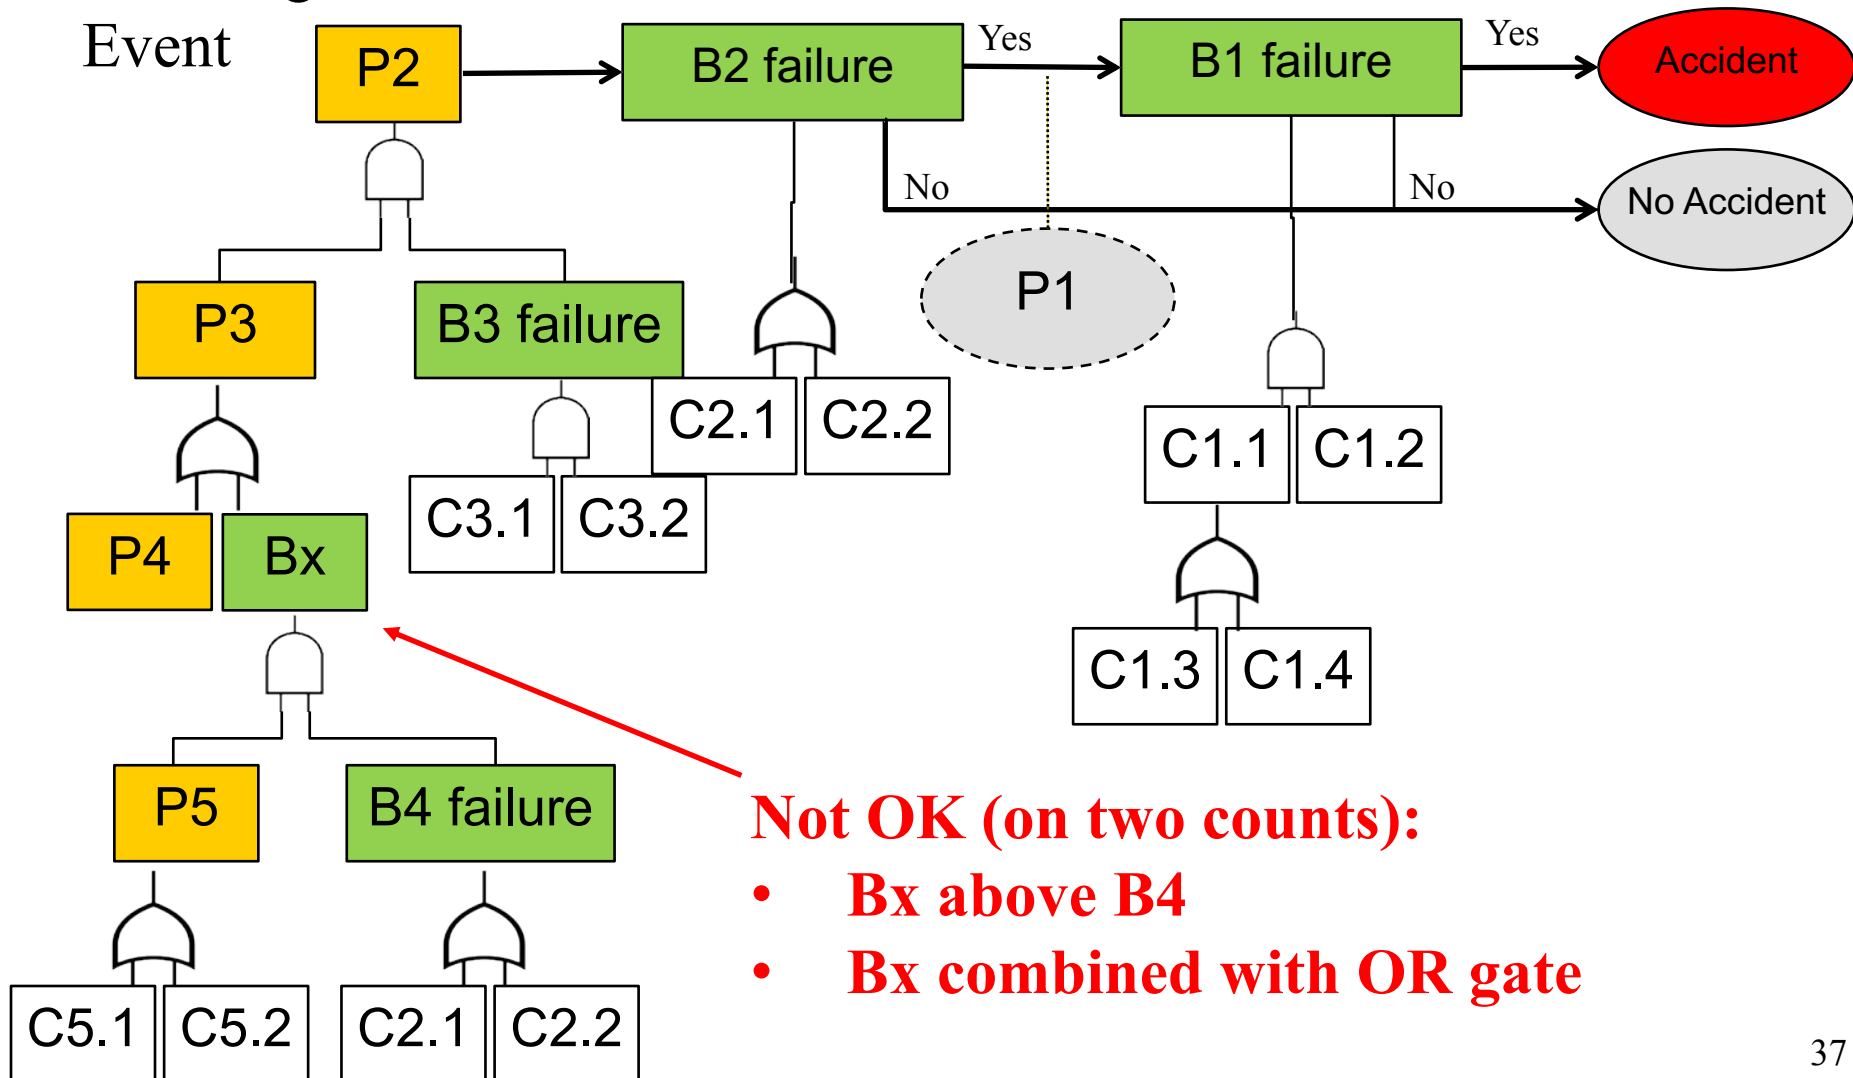 Event
P2
B2 failure
Yes
B1 failure
Yes
Accident
No
No
No Accident
P1
P3
B3 failure
C2.1
C2.2
C1.1
C1.2
C3.1
C3.2
P4
Bx
C1.3
C1.4
P5
B4 failure
Not OK (on two counts):
• Bx above B4
• Bx combined with OR gate
C5.1
C5.2
C2.1
C2.2
37